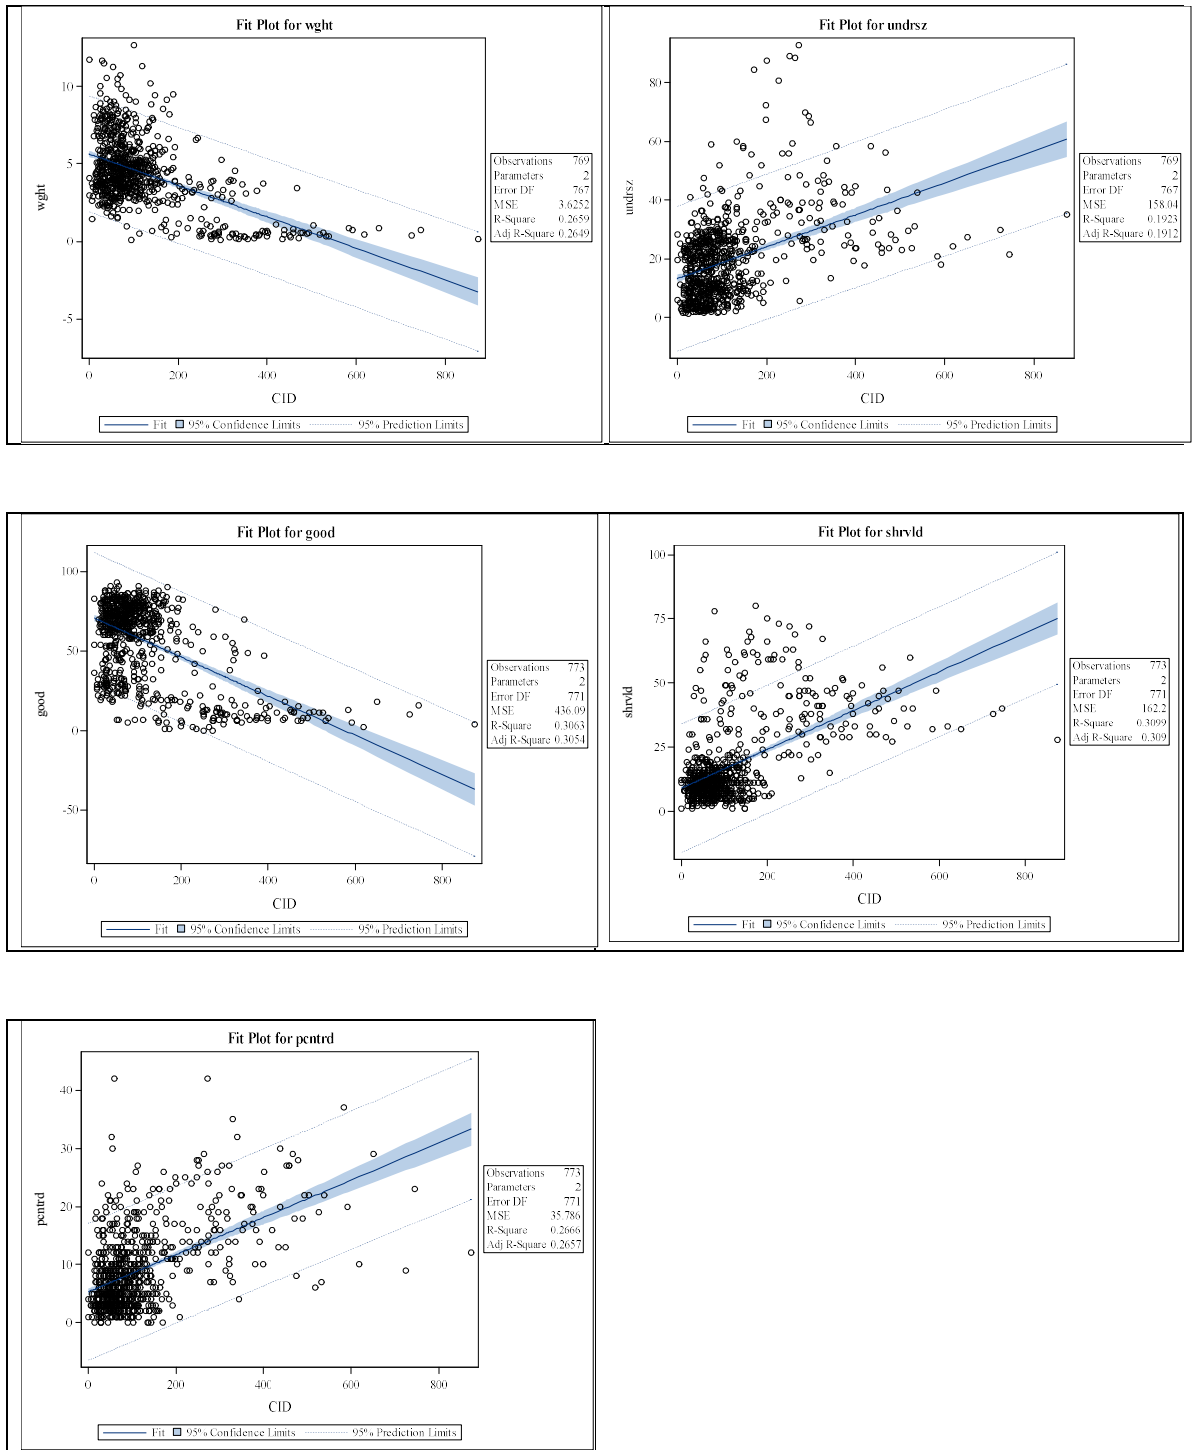 Fit Plot for wght
10
5
0
-5
wght
0 200 400 600 800
CID
Observations 769
Parameters 2
Error DF 767
MSE 3.6252
R-Square 0.2659
Adj R-Square 0.2649
Fit 95% Confidence Limits 95% Prediction Limits
Fit Plot for undrsz
80
60
40
20
0
undrsz
0 200 400 600 800
CID
Observations 769
Parameters 2
Error DF 767
MSE 158.04
R-Square 0.1923
Adj R-Square 0.1912
Fit 95% Confidence Limits 95% Prediction Limits
Fit Plot for good
100
50
0
-50
good
0 200 400 600 800
CID
Observations 773
Parameters 2
Error DF 771
MSE 436.09
R-Square 0.3063
Adj R-Square 0.3054
Fit 95% Confidence Limits 95% Prediction Limits
Fit Plot for shrvld
100
75
50
25
0
shrvld
0 200 400 600 800
CID
Observations 773
Parameters 2
Error DF 771
MSE 162.2
R-Square 0.3099
Adj R-Square 0.309
Fit 95% Confidence Limits 95% Prediction Limits
Fit Plot for pcntrd
40
30
20
10
0
pcntrd
0 200 400 600 800
CID
Observations 773
Parameters 2
Error DF 771
MSE 35.786
R-Square 0.2666
Adj R-Square 0.2657
Fit 95% Confidence Limits 95% Prediction Limits